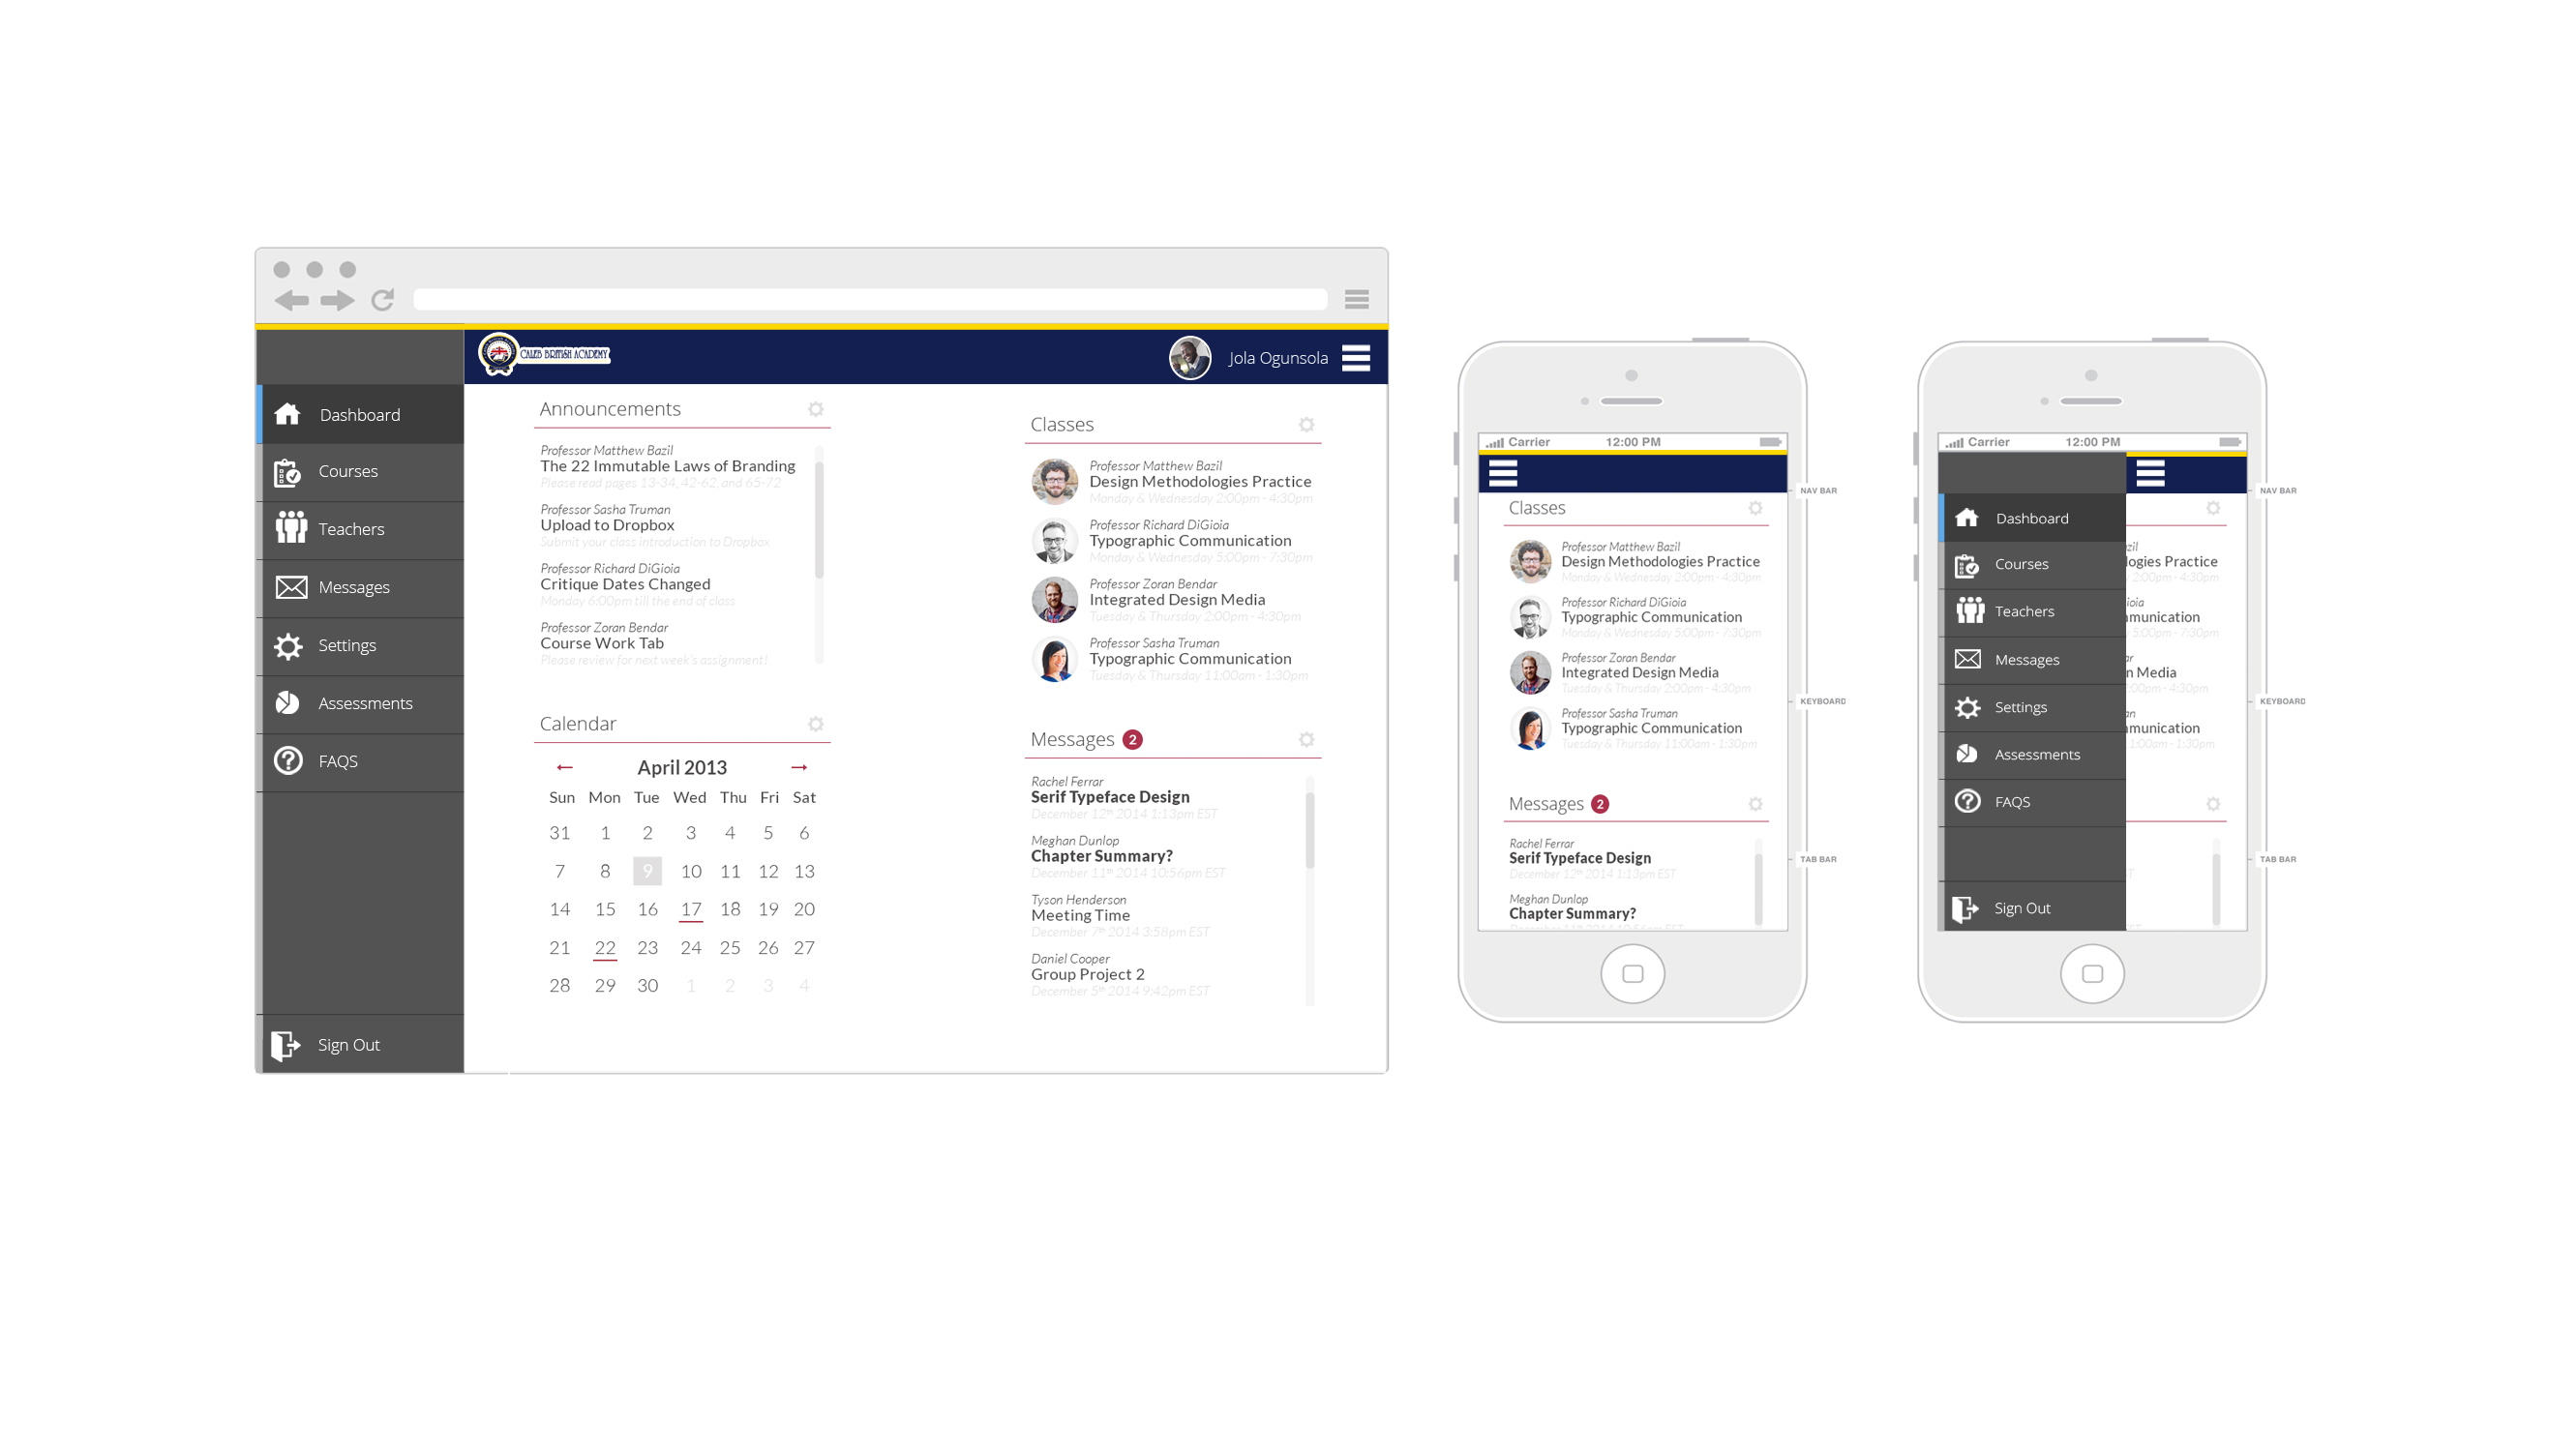 CALEB BRITISH ACADEMY
Jola Ogunsola
Dashboard
Courses
Teachers
Messages
Settings
Assessments
FAQS
Sign Out
Announcements
Professor Matthew Bazil
The 22 Immutable Laws of Branding
Please read pages 13-34, 42-62, and 65-72
Professor Sasha Truman
Upload to Dropbox
Submit your class introduction to Dropbox
Professor Richard DiGioia
Critique Dates Changed
Monday 6:00pm till the end of class
Professor Zoran Bendar
Course Work Tab
Please review for next week's assignment!
Calendar
April 2013
Sun Mon Tue Wed Thu Fri Sat
31 1 2 3 4 5 6
7 8 9 10 11 12 13
14 15 16 17 18 19 20
21 22 23 24 25 26 27
28 29 30 1 2 3 4
Classes
Professor Matthew Bazil
Design Methodologies Practice
Monday & Wednesday 2:00pm - 4:30pm
Professor Richard DiGioia
Typographic Communication
Monday & Wednesday 5:00pm - 7:30pm
Professor Zoran Bendar
Integrated Design Media
Tuesday & Thursday 2:00pm - 4:30pm
Professor Sasha Truman
Typographic Communication
Tuesday & Thursday 11:00am - 1:30pm
Messages 2
Rachel Ferrar
Serif Typeface Design
December 12th 2014 1:13pm EST
Meghan Dunlop
Chapter Summary?
December 11th 2014 10:56pm EST
Tyson Henderson
Meeting Time
December 7th 2014 3:58pm EST
Daniel Cooper
Group Project 2
December 5th 2014 9:42pm EST
Carrier 12:00 PM
Classes
Professor Matthew Bazil
Design Methodologies Practice
Monday & Wednesday 2:00pm - 4:30pm
Professor Richard DiGioia
Typographic Communication
Monday & Wednesday 5:00pm - 7:30pm
Professor Zoran Bendar
Integrated Design Media
Tuesday & Thursday 2:00pm - 4:30pm
Professor Sasha Truman
Typographic Communication
Tuesday & Thursday 11:00am - 1:30pm
Messages 2
Rachel Ferrar
Serif Typeface Design
December 12th 2014 1:13pm EST
Meghan Dunlop
Chapter Summary?
December 11th 2014 10:56pm EST
NAV BAR
KEYBOARD
TAB BAR
Carrier 12:00 PM
Dashboard
Courses
Teachers
Messages
Settings
Assessments
FAQS
Sign Out
zil
logies Practice
2:00pm - 4:30pm
ioia
munication
5:00pm - 7:30pm
ar
n Media
:00pm - 4:30pm
an
munication
1:00am - 1:30pm
NAV BAR
KEYBOARD
TAB BAR